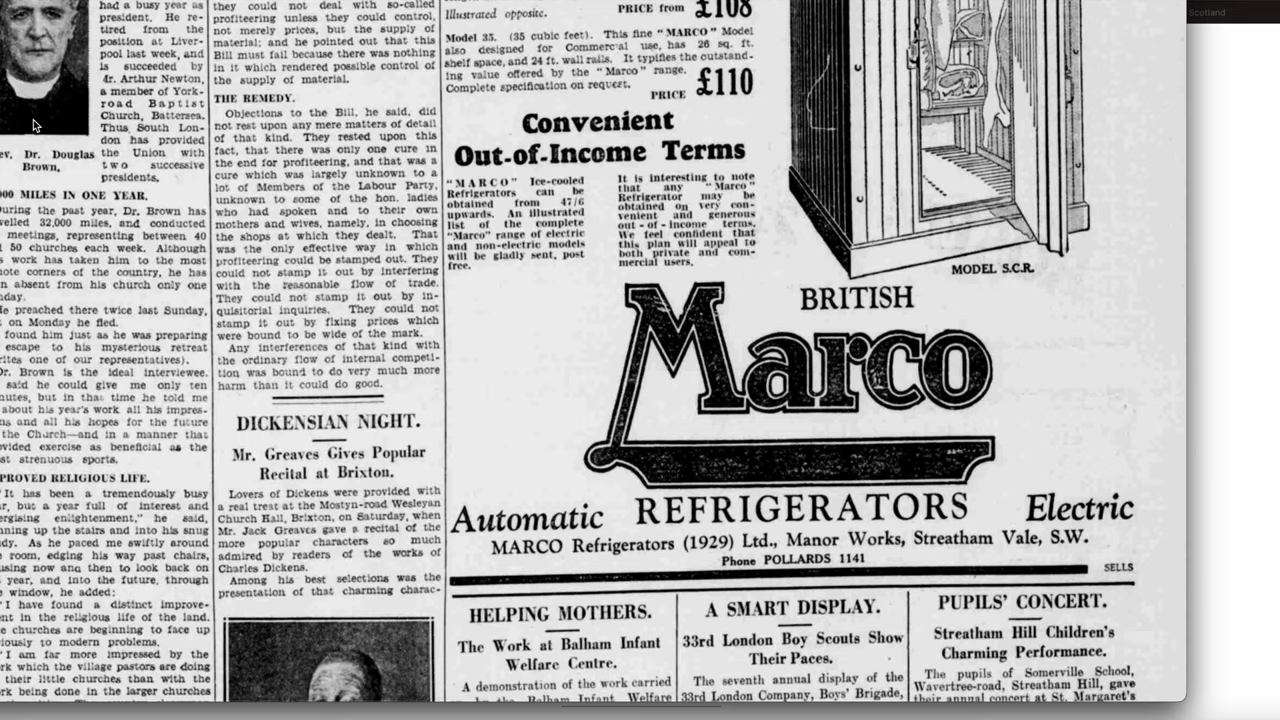 had a busy year as
president. He re-
tired from the
position at Liver-
pool last week, and
is succeeded by
Mr. Arthur Newton,
a member of York-
road Baptist
Church, Battersea.
Thus South Lon-
don has provided
the Union with
two successive
presidents.
Dr. Douglas
Brown.
000 MILES IN ONE YEAR.
During the past year, Dr. Brown has
velled 32,000 miles, and conducted
meetings, representing between 40
50 churches each week. Although
s work has taken him to the most
mote corners of the country, he has
n absent from his church only one
nday.
He preached there twice last Sunday,
on Monday he fled.
found him just as he was preparing
escape to his mysterious retreat
rites one of our representatives).
Dr. Brown is the ideal interviewee.
said he could give me only ten
nutes, but in that time he told me
about his year's work all his impres-
ns and all his hopes for the future
the Church—and in a manner that
ovided exercise as beneficial as the
st strenuous sports.
PROVED RELIGIOUS LIFE.
"It has been a tremendously busy
ar, but a year full of interest and
ergising enlightenment," he said,
nning up the stairs and into his snug
dy. As he paced me swiftly around
room, edging his way past chairs,
using now and then to look back on
year, and into the future, through
e window, he added:
"I have found a distinct improve-
ent in the religious life of the land.
e churches are beginning to face up
iously to modern problems.
"I am far more impressed by the
rk which the village pastors are doing
their little churches than with the
rk being done in the larger churches
they could not deal with so-called
profiteering unless they could control,
not merely prices, but the supply of
material; and he pointed out that this
Bill must fail because there was nothing
in it which rendered possible control of
the supply of material.
THE REMEDY.
Objections to the Bill, he said, did
not rest upon any mere matters of detail
of that kind. They rested upon this
fact, that there was only one cure in
the end for profiteering, and that was a
cure which was largely unknown to a
lot of Members of the Labour Party,
unknown to some of the hon. ladies
who had spoken and to their own
mothers and wives, namely, in choosing
the shops at which they dealt. That
was the only effective way in which
profiteering could be stamped out. They
could not stamp it out by interfering
with the reasonable flow of trade.
They could not stamp it out by in-
quisitorial inquiries. They could not
stamp it out by fixing prices which
were bound to be wide of the mark.
Any interferences of that kind with
the ordinary flow of internal competi-
tion was bound to do very much more
harm than it could do good.
DICKENSIAN NIGHT.
Mr. Greaves Gives Popular
Recital at Brixton.
Lovers of Dickens were provided with
a real treat at the Mostyn-road Wesleyan
Church Hall, Brixton, on Saturday, when
Mr. Jack Greaves gave a recital of the
more popular characters so much
admired by readers of the works of
Charles Dickens.
Among his best selections was the
presentation of that charming charac-
Illustrated opposite.
PRICE from £108
Model 35. (35 cubic feet). This fine "MARCO" Model
also designed for Commercial use, has 26 sq. ft.
shelf space, and 24 ft. wall rails. It typifies the outstand-
ing value offered by the "Marco" range.
Complete specification on request.
PRICE £110
Convenient
Out-of-Income Terms
"MARCO" Ice-cooled
Refrigerators can be
obtained from 47/6
upwards. An illustrated
list of the complete
"Marco" range of electric
and non-electric models
will be gladly sent, post
free.
It is interesting to note
that any "Marco"
Refrigerator may be
obtained on very con-
venient and generous
out-of-income terms.
We feel confident that
this plan will appeal to
both private and com-
mercial users.
MODEL S.C.R.
BRITISH
Marco
Automatic REFRIGERATORS Electric
MARCO Refrigerators (1929) Ltd., Manor Works, Streatham Vale, S.W.
Phone POLLARDS 1141
SELLS
HELPING MOTHERS.
The Work at Balham Infant
Welfare Centre.
A demonstration of the work carried
by the Balham Infant Welfare
A SMART DISPLAY.
33rd London Boy Scouts Show
Their Paces.
The seventh annual display of the
33rd London Company, Boys' Brigade,
PUPILS' CONCERT.
Streatham Hill Children's
Charming Performance.
The pupils of Somerville School,
Wavertree-road, Streatham Hill, gave
their annual concert at St. Margaret's
Scotland